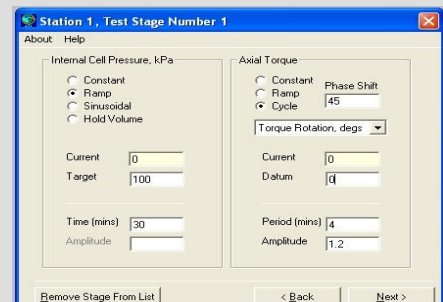 Station 1, Test Stage Number 1
About Help
Internal Cell Pressure, kPa
Constant
Ramp
Sinusoidal
Hold Volume
Current 0
Target 100
Time (mins) 30
Amplitude
Axial Torque
Constant
Ramp
Cycle
Phase Shift
45
Torque Rotation, degs
Current 0
Datum 0
Period (mins) 4
Amplitude 1.2
Remove Stage From List
< Back
Next >